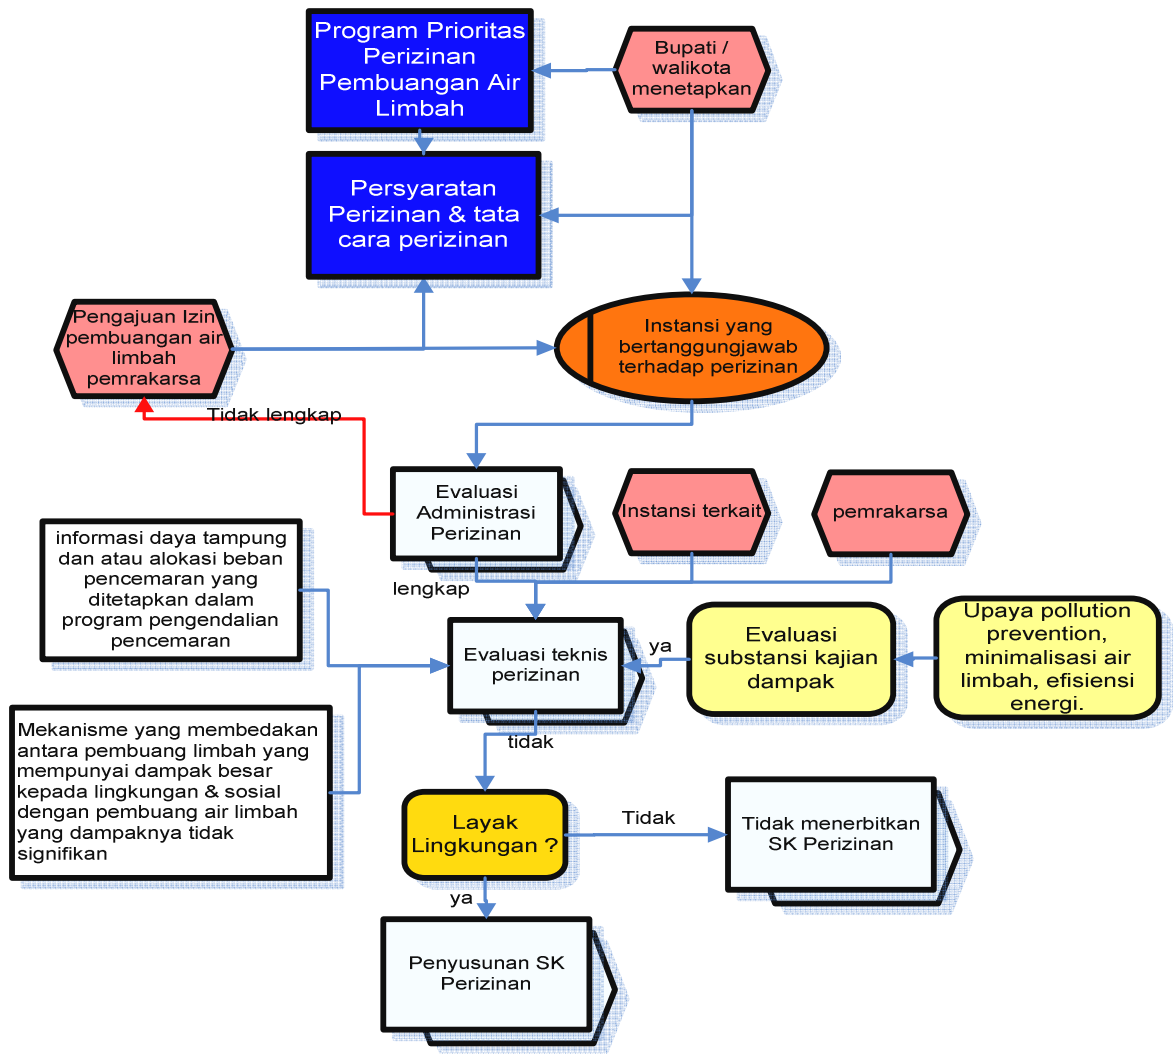 Program Prioritas
Perizinan
Pembuangan Air
Limbah
Bupati /
walikota
menetapkan
Persyaratan
Perizinan & tata
cara perizinan
Pengajuan Izin
pembuangan air
limbah
pemrakarsa
Instansi yang
bertanggungjawab
terhadap perizinan
Tidak lengkap
Evaluasi
Administrasi
Perizinan
Instansi terkait
pemrakarsa
informasi daya tampung
dan atau alokasi beban
pencemaran yang
ditetapkan dalam
program pengendalian
pencemaran
lengkap
Evaluasi teknis
perizinan
ya
Evaluasi
substansi kajian
dampak
Upaya pollution
prevention,
minimalisasi air
limbah, efisiensi
energi.
Mekanisme yang membedakan
antara pembuang limbah yang
mempunyai dampak besar
kepada lingkungan & sosial
dengan pembuang air limbah
yang dampaknya tidak
signifikan
tidak
Layak
Lingkungan ?
Tidak
Tidak menerbitkan
SK Perizinan
ya
Penyusunan SK
Perizinan